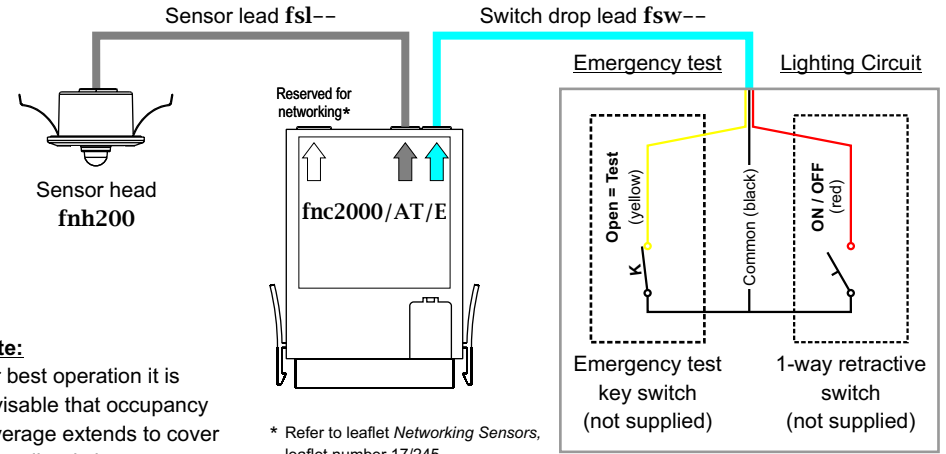 Sensor lead fsl--
Switch drop lead fsw--
Emergency test
Lighting Circuit
Reserved for
networking*
Sensor head
fnh200
fnc2000/AT/E
Open = Test
(yellow)
K
Common (black)
ON / OFF
(red)
Emergency test
key switch
(not supplied)
1-way retractive
switch
(not supplied)
te:
r best operation it is
visable that occupancy
verage extends to cover
* Refer to leaflet Networking Sensors,
leaflet number 17/245